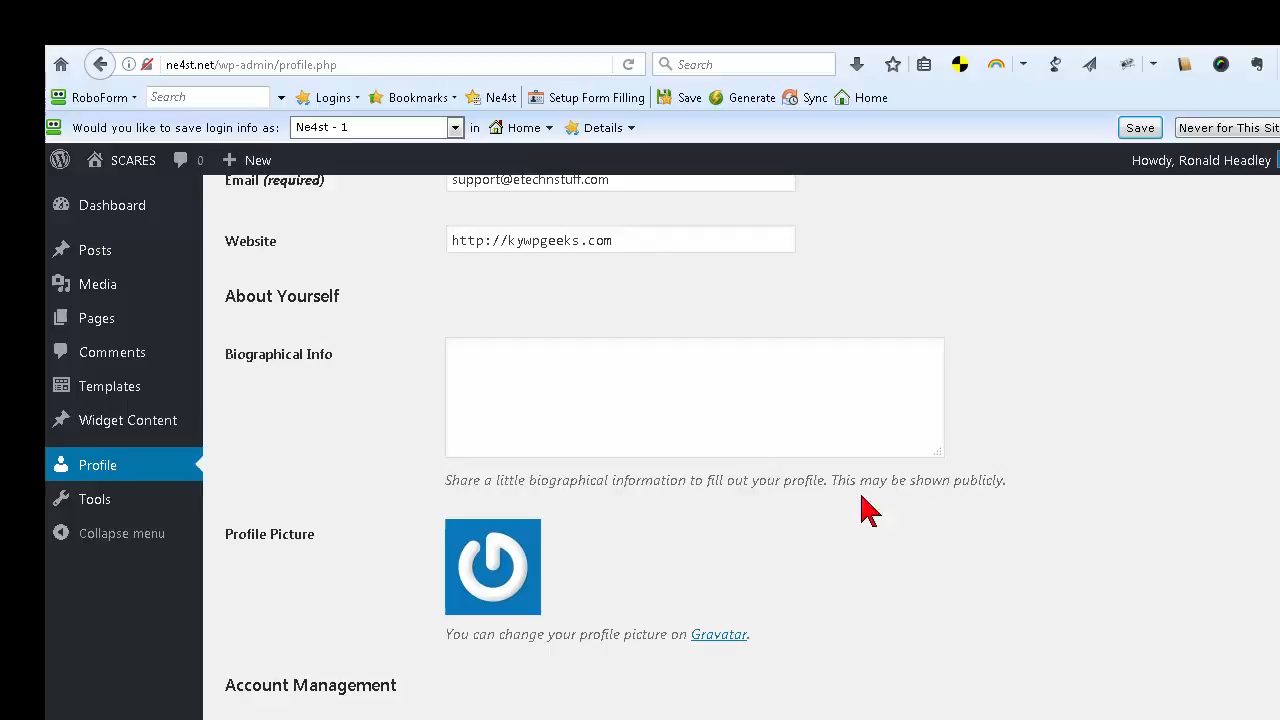 ne4st.net/wp-admin/profile.php Search
RoboForm Search Logins Bookmarks Ne4st Setup Form Filling Save Generate Sync Home
Would you like to save login info as: Ne4st - 1 in Home Details Save Never for This Sit
SCARES 0 New Howdy, Ronald Headley
Email (required) support@etechnstuff.com
Dashboard
Website http://kywpgeeks.com
Posts
Media
About Yourself
Pages
Comments
Biographical Info
Templates
Widget Content
Profile
Share a little biographical information to fill out your profile. This may be shown publicly.
Tools
Collapse menu
Profile Picture
You can change your profile picture on Gravatar.
Account Management